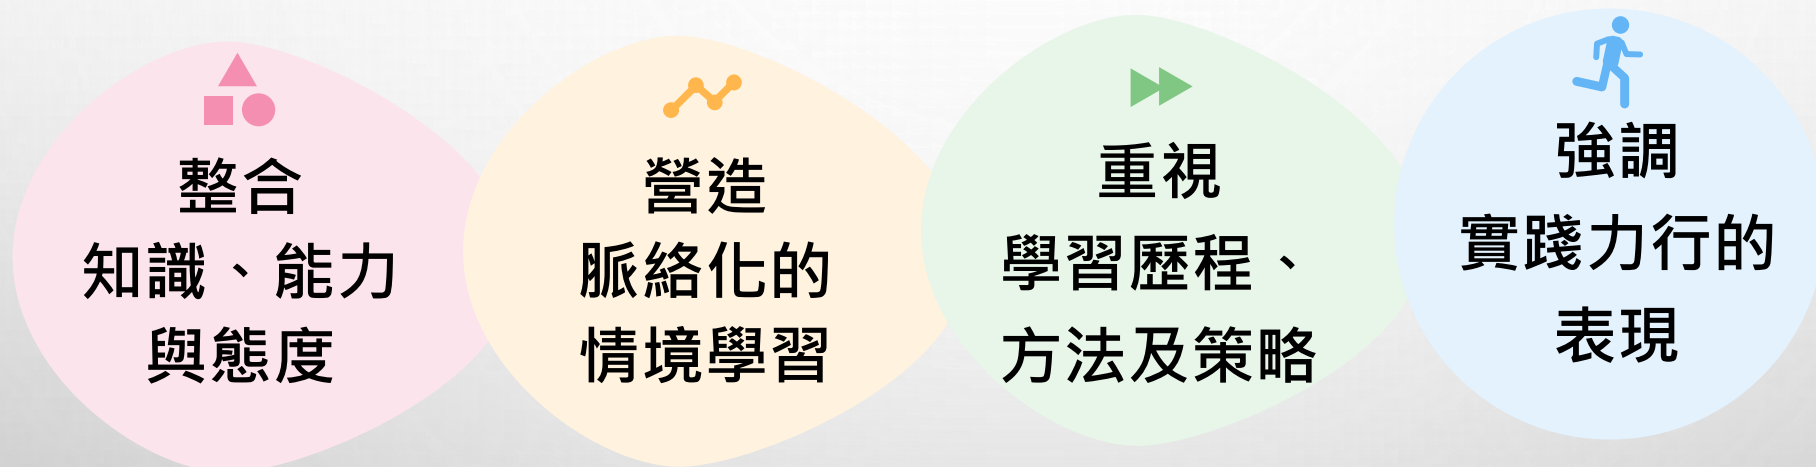 整合
知識、能力
與態度
營造
脈絡化的
情境學習
重視
學習歷程、
方法及策略
強調
實踐力行的
表現